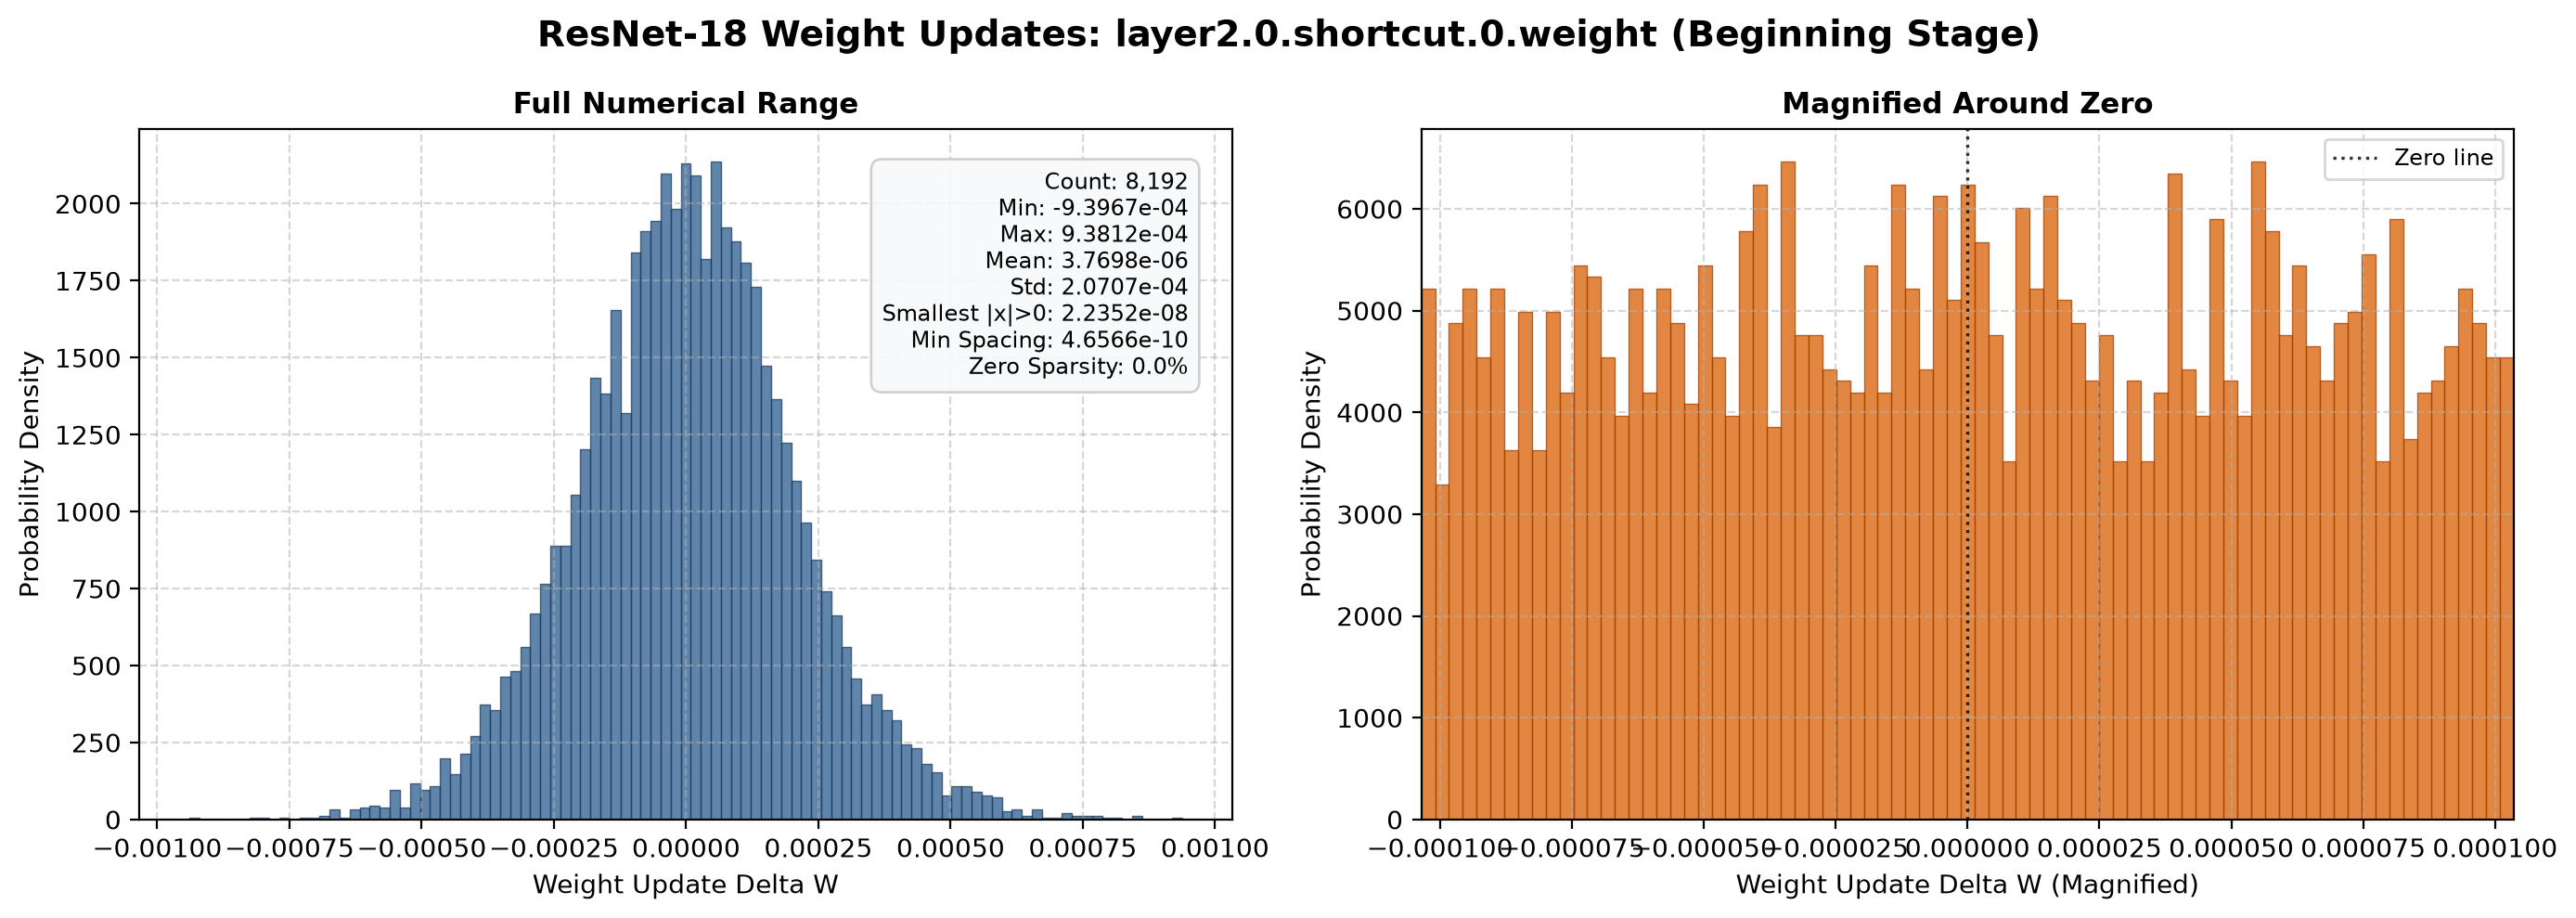 ResNet-18 Weight Updates: layer2.0.shortcut.0.weight (Beginning Stage)
Full Numerical Range
Probability Density
2000
1750
1500
1250
1000
750
500
250
0
Count: 8,192
Min: -9.3967e-04
Max: 9.3812e-04
Mean: 3.7698e-06
Std: 2.0707e-04
Smallest |x|>0: 2.2352e-08
Min Spacing: 4.6566e-10
Zero Sparsity: 0.0%
−0.00100 −0.00075 −0.00050 −0.00025 0.00000 0.00025 0.00050 0.00075 0.00100
Weight Update Delta W
Magnified Around Zero
Probability Density
6000
5000
4000
3000
2000
1000
0
Zero line
−0.000100 −0.000075 −0.000050 −0.000025 0.000000 0.000025 0.000050 0.000075 0.000100
Weight Update Delta W (Magnified)